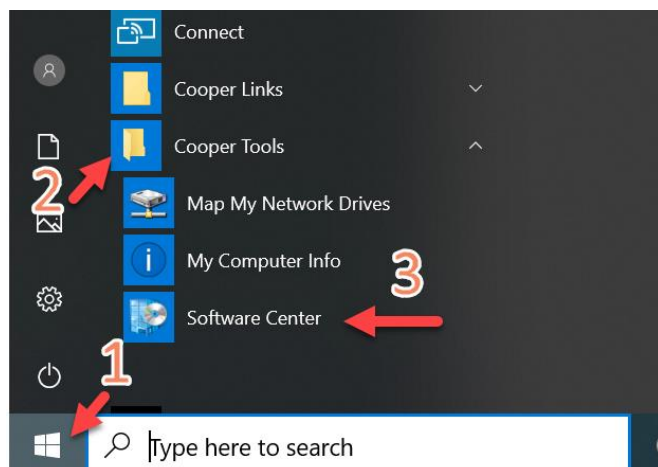 Connect
Cooper Links
Cooper Tools
2
Map My Network Drives
My Computer Info
3
Software Center
1
Type here to search